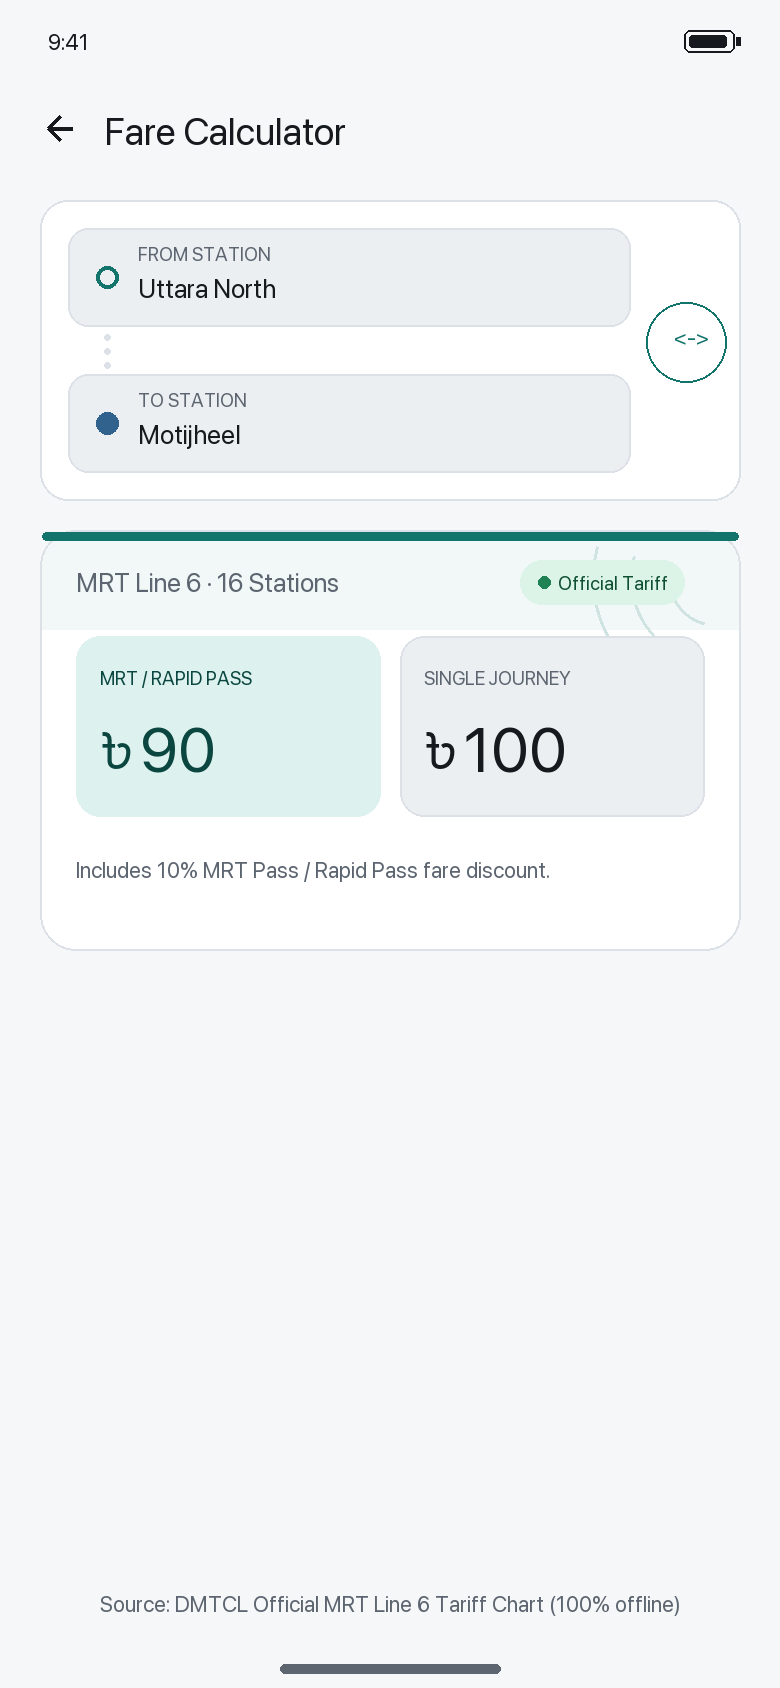 9:41
Fare Calculator
FROM STATION
Uttara North
<->
TO STATION
Motijheel
MRT Line 6 · 16 Stations
Official Tariff
MRT / RAPID PASS
৳90
SINGLE JOURNEY
৳100
Includes 10% MRT Pass / Rapid Pass fare discount.
Source: DMTCL Official MRT Line 6 Tariff Chart (100% offline)